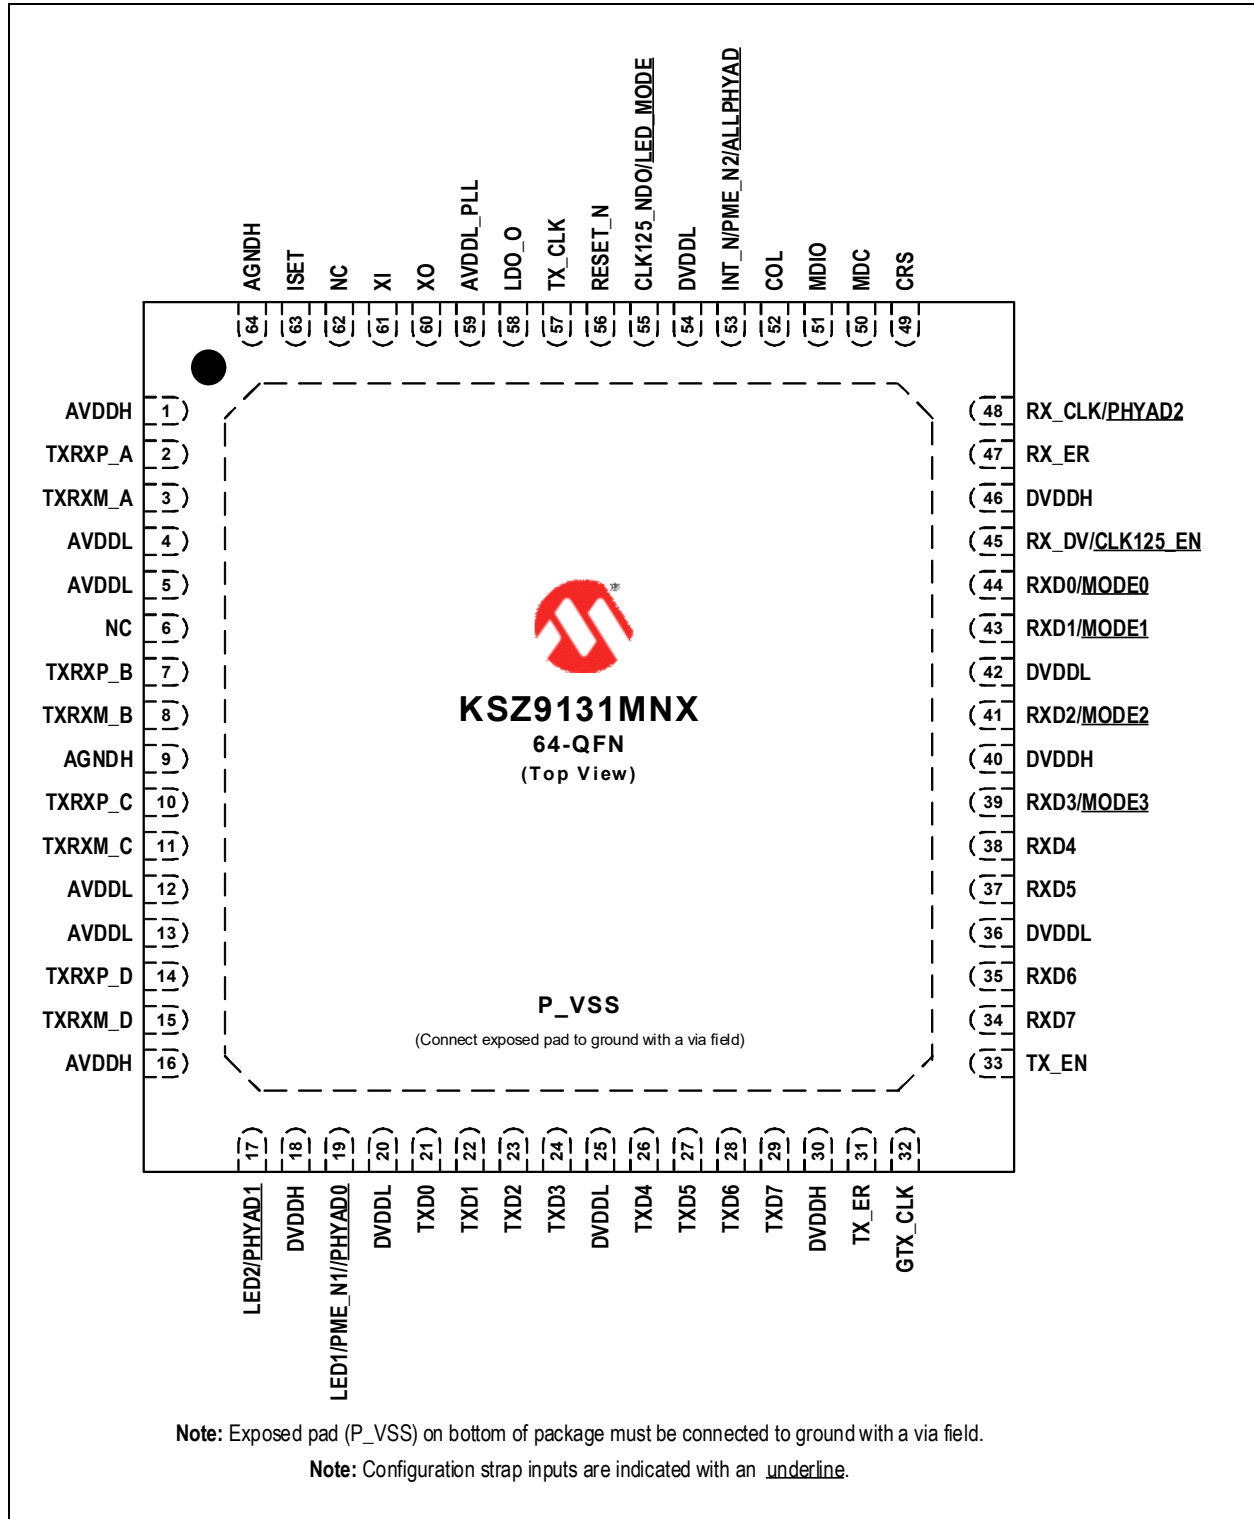 AGNDH
ISET
NC
XI
XO
AVDDL_PLL
LDO_O
TX_CLK
RESET_N
CLK125_NDO/LED_MODE
DVDDL
INT_N/PME_N2/ALLPHYAD
COL
MDIO
MDC
CRS
64 63 62 61 60 59 58 57 56 55 54 53 52 51 50 49
AVDDH 1
TXRXP_A 2
TXRXM_A 3
AVDDL 4
AVDDL 5
NC 6
TXRXP_B 7
TXRXM_B 8
AGNDH 9
TXRXP_C 10
TXRXM_C 11
AVDDL 12
AVDDL 13
TXRXP_D 14
TXRXM_D 15
AVDDH 16
®
KSZ9131MNX
64-QFN
(Top View)
P_VSS
(Connect exposed pad to ground with a via field)
48 RX_CLK/PHYAD2
47 RX_ER
46 DVDDH
45 RX_DV/CLK125_EN
44 RXD0/MODE0
43 RXD1/MODE1
42 DVDDL
41 RXD2/MODE2
40 DVDDH
39 RXD3/MODE3
38 RXD4
37 RXD5
36 DVDDL
35 RXD6
34 RXD7
33 TX_EN
17 18 19 20 21 22 23 24 25 26 27 28 29 30 31 32
LED2/PHYAD1
DVDDH
LED1/PME_N1//PHYAD0
DVDDL
TXD0
TXD1
TXD2
TXD3
DVDDL
TXD4
TXD5
TXD6
TXD7
DVDDH
TX_ER
GTX_CLK
Note: Exposed pad (P_VSS) on bottom of package must be connected to ground with a via field.
Note: Configuration strap inputs are indicated with an underline.